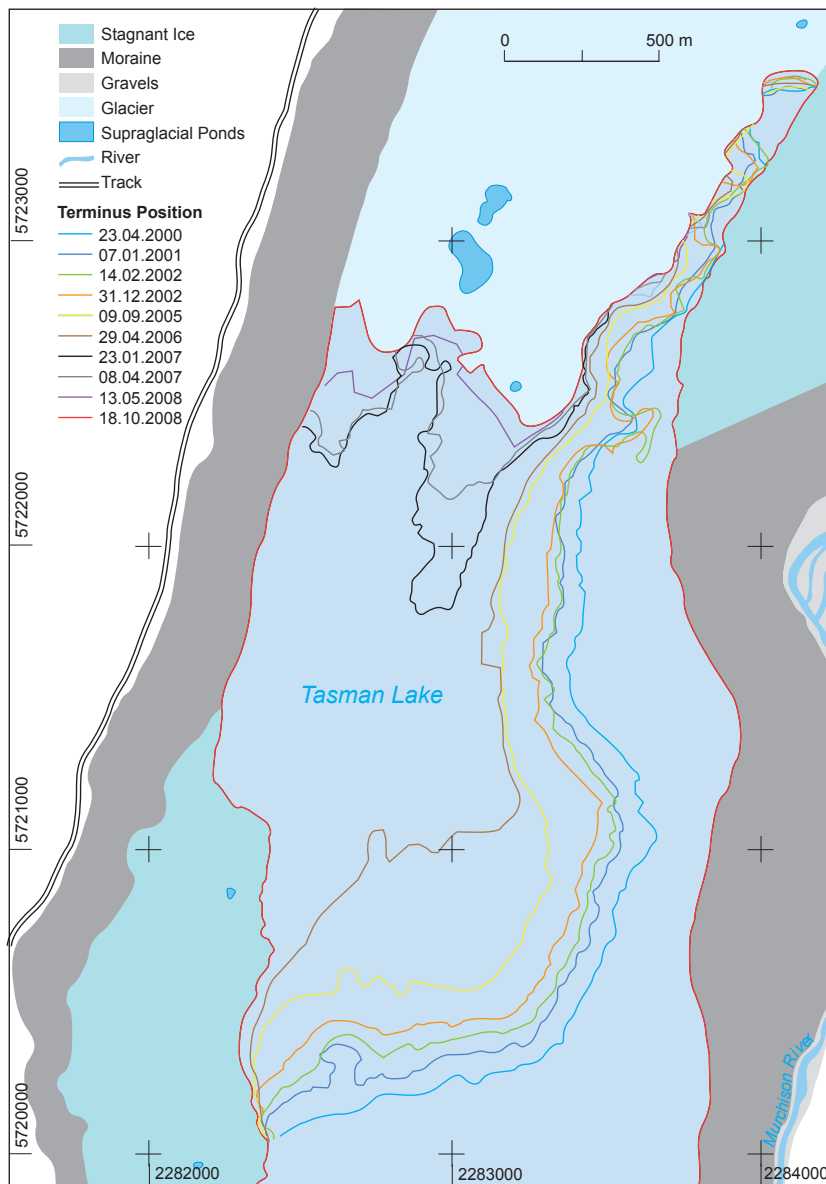 Stagnant Ice
Moraine
Gravels
Glacier
Supraglacial Ponds
River
Track
Terminus Position
23.04.2000
07.01.2001
14.02.2002
31.12.2002
09.09.2005
29.04.2006
23.01.2007
08.04.2007
13.05.2008
18.10.2008
0 500 m
5723000
5722000
5721000
5720000
Tasman Lake
Murchison River
2282000 2283000 2284000